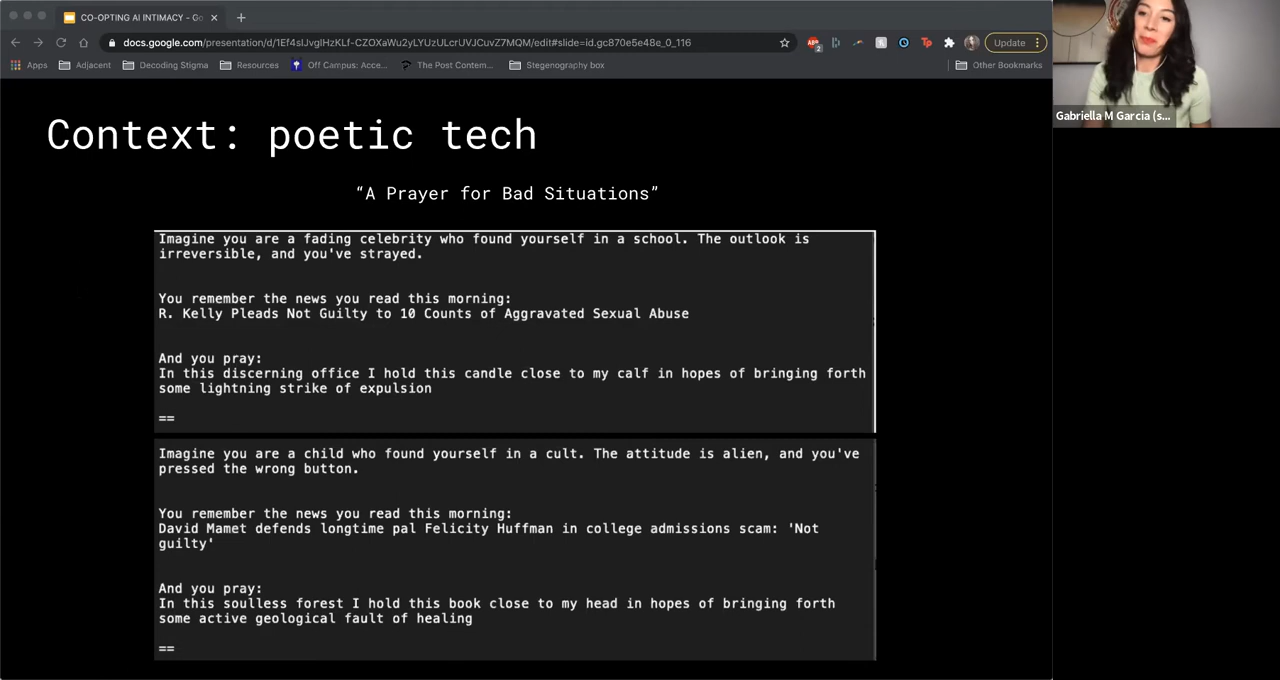 CO-OPTING AI INTIMACY - Go
docs.google.com/presentation/d/1Ef4sIJvgIHzKLf-CZOXaWu2yLYUzULcrUVJCuvZ7MQM/edit#slide=id.gc870e5e48e_0_116
Update
Apps Adjacent Decoding Stigma Resources Off Campus: Acce... The Post Contem... Stegenography box Other Bookmarks
Gabriella M Garcia (s...
Context: poetic tech
“A Prayer for Bad Situations”
Imagine you are a fading celebrity who found yourself in a school. The outlook is
irreversible, and you've strayed.
You remember the news you read this morning:
R. Kelly Pleads Not Guilty to 10 Counts of Aggravated Sexual Abuse
And you pray:
In this discerning office I hold this candle close to my calf in hopes of bringing forth
some lightning strike of expulsion
==
Imagine you are a child who found yourself in a cult. The attitude is alien, and you've
pressed the wrong button.
You remember the news you read this morning:
David Mamet defends longtime pal Felicity Huffman in college admissions scam: 'Not
guilty'
And you pray:
In this soulless forest I hold this book close to my head in hopes of bringing forth
some active geological fault of healing
==